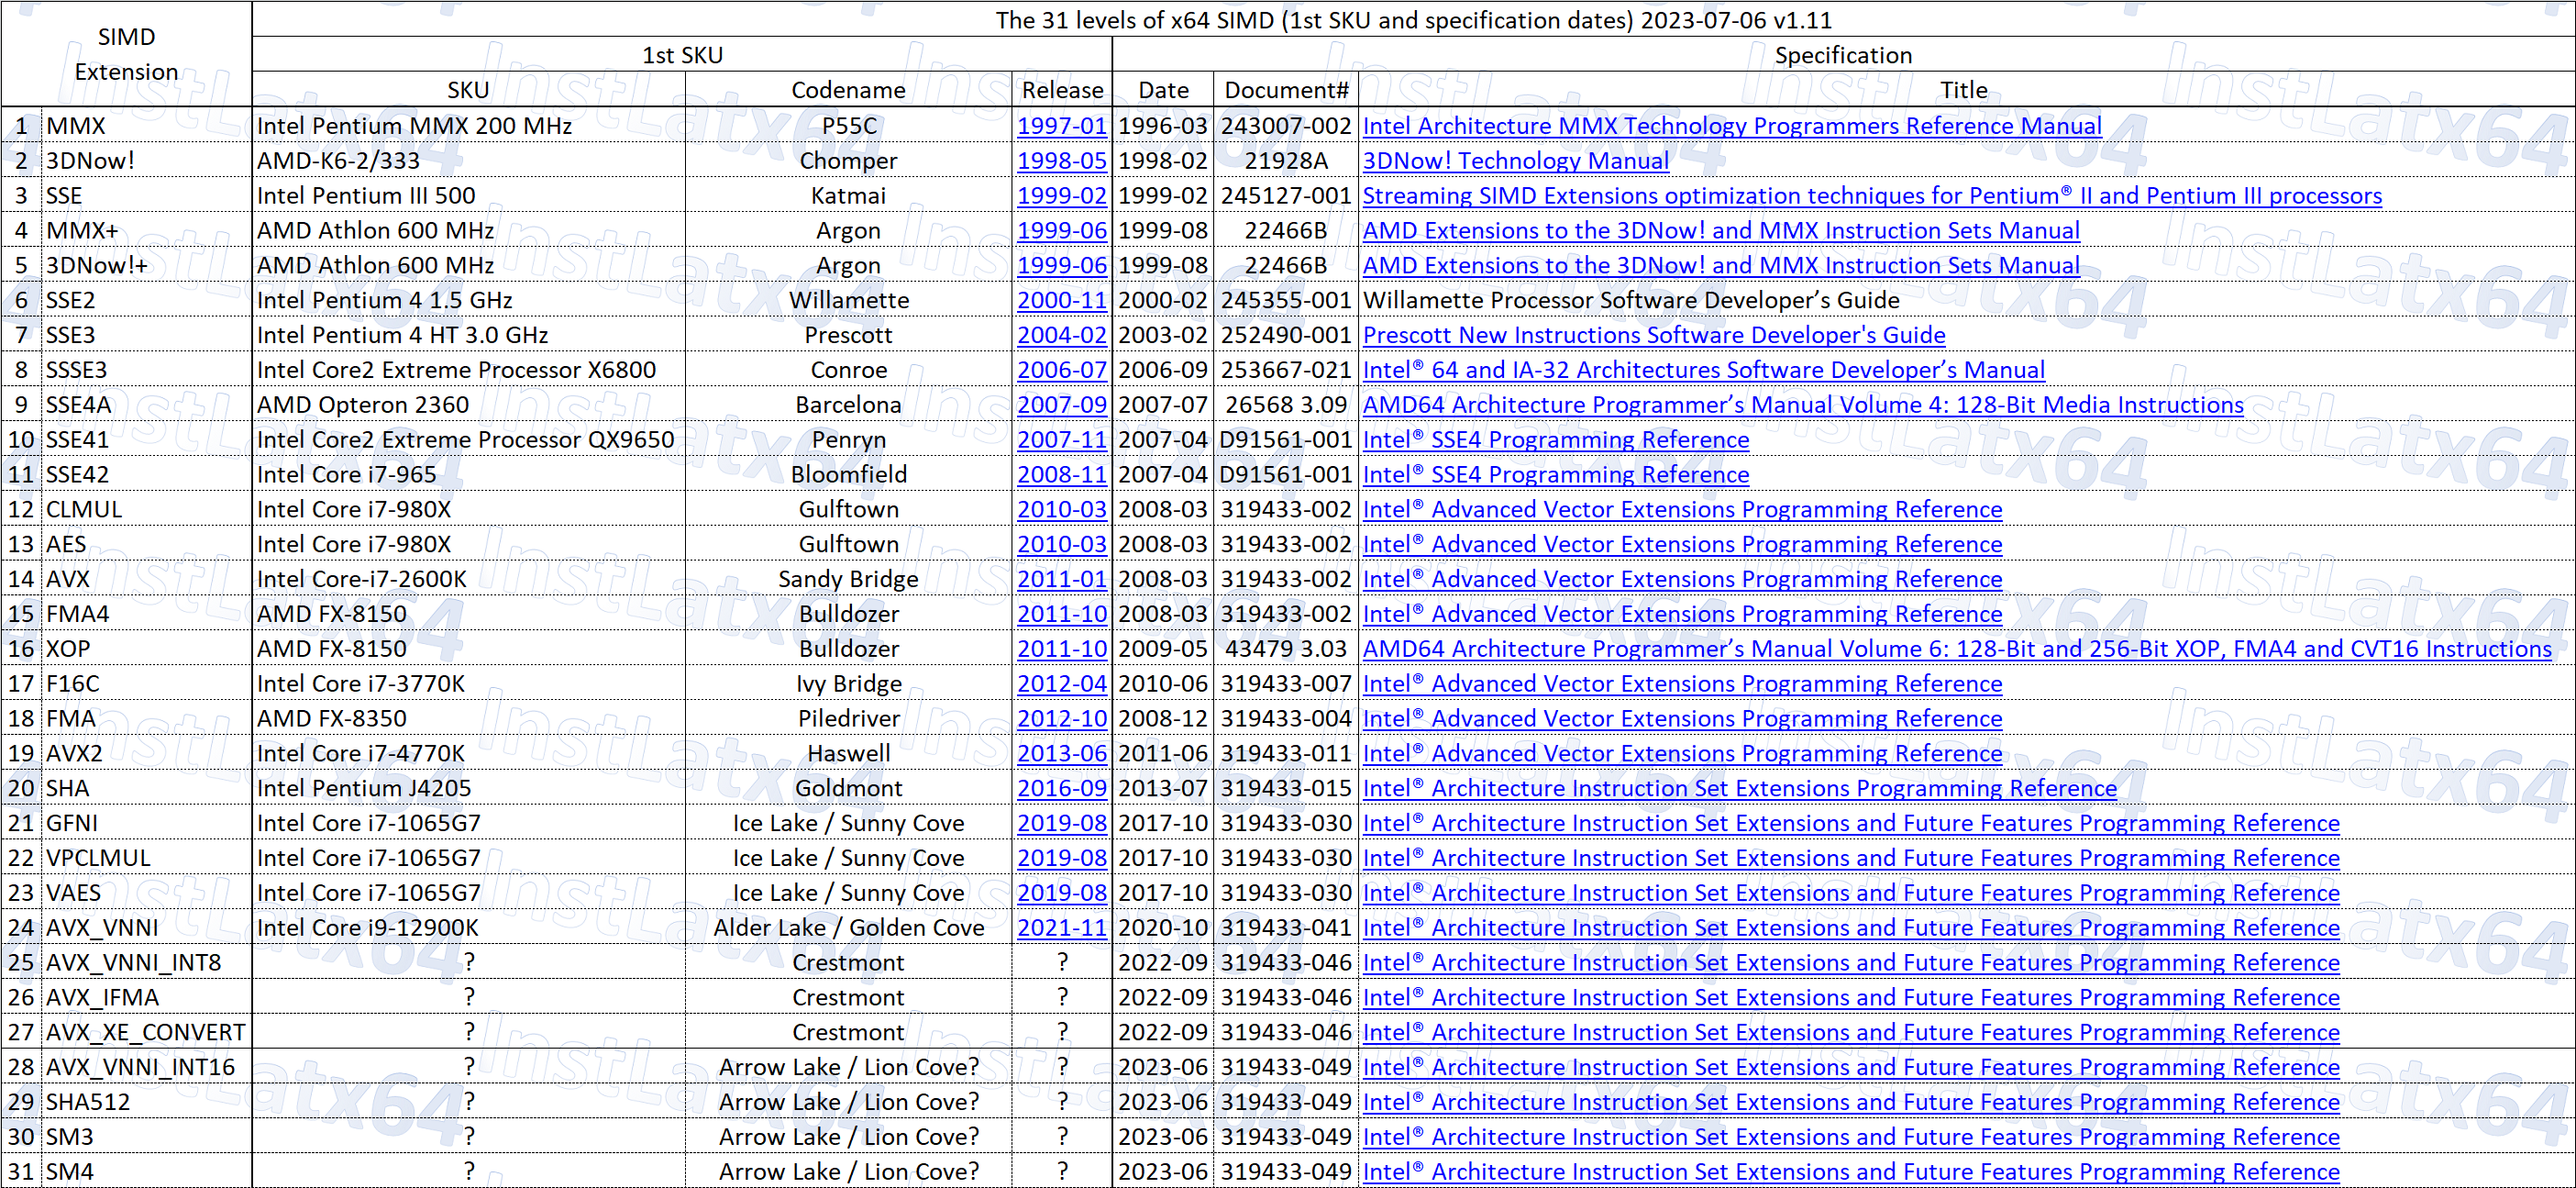 The 31 levels of x64 SIMD (1st SKU and specification dates) 2023-07-06 v1.11
SIMD Extension
1st SKU Specification
SKU Codename Release Date Document# Title
1 MMX Intel Pentium MMX 200 MHz P55C 1997-01 1996-03 243007-002 Intel Architecture MMX Technology Programmers Reference Manual
2 3DNow! AMD-K6-2/333 Chomper 1998-05 1998-02 21928A 3DNow! Technology Manual
3 SSE Intel Pentium III 500 Katmai 1999-02 1999-02 245127-001 Streaming SIMD Extensions optimization techniques for Pentium® II and Pentium III processors
4 MMX+ AMD Athlon 600 MHz Argon 1999-06 1999-08 22466B AMD Extensions to the 3DNow! and MMX Instruction Sets Manual
5 3DNow!+ AMD Athlon 600 MHz Argon 1999-06 1999-08 22466B AMD Extensions to the 3DNow! and MMX Instruction Sets Manual
6 SSE2 Intel Pentium 4 1.5 GHz Willamette 2000-11 2000-02 245355-001 Willamette Processor Software Developer’s Guide
7 SSE3 Intel Pentium 4 HT 3.0 GHz Prescott 2004-02 2003-02 252490-001 Prescott New Instructions Software Developer's Guide
8 SSSE3 Intel Core2 Extreme Processor X6800 Conroe 2006-07 2006-09 253667-021 Intel® 64 and IA-32 Architectures Software Developer’s Manual
9 SSE4A AMD Opteron 2360 Barcelona 2007-09 2007-07 26568 3.09 AMD64 Architecture Programmer’s Manual Volume 4: 128-Bit Media Instructions
10 SSE41 Intel Core2 Extreme Processor QX9650 Penryn 2007-11 2007-04 D91561-001 Intel® SSE4 Programming Reference
11 SSE42 Intel Core i7-965 Bloomfield 2008-11 2007-04 D91561-001 Intel® SSE4 Programming Reference
12 CLMUL Intel Core i7-980X Gulftown 2010-03 2008-03 319433-002 Intel® Advanced Vector Extensions Programming Reference
13 AES Intel Core i7-980X Gulftown 2010-03 2008-03 319433-002 Intel® Advanced Vector Extensions Programming Reference
14 AVX Intel Core-i7-2600K Sandy Bridge 2011-01 2008-03 319433-002 Intel® Advanced Vector Extensions Programming Reference
15 FMA4 AMD FX-8150 Bulldozer 2011-10 2008-03 319433-002 Intel® Advanced Vector Extensions Programming Reference
16 XOP AMD FX-8150 Bulldozer 2011-10 2009-05 43479 3.03 AMD64 Architecture Programmer’s Manual Volume 6: 128-Bit and 256-Bit XOP, FMA4 and CVT16 Instructions
17 F16C Intel Core i7-3770K Ivy Bridge 2012-04 2010-06 319433-007 Intel® Advanced Vector Extensions Programming Reference
18 FMA AMD FX-8350 Piledriver 2012-10 2008-12 319433-004 Intel® Advanced Vector Extensions Programming Reference
19 AVX2 Intel Core i7-4770K Haswell 2013-06 2011-06 319433-011 Intel® Advanced Vector Extensions Programming Reference
20 SHA Intel Pentium J4205 Goldmont 2016-09 2013-07 319433-015 Intel® Architecture Instruction Set Extensions Programming Reference
21 GFNI Intel Core i7-1065G7 Ice Lake / Sunny Cove 2019-08 2017-10 319433-030 Intel® Architecture Instruction Set Extensions and Future Features Programming Reference
22 VPCLMUL Intel Core i7-1065G7 Ice Lake / Sunny Cove 2019-08 2017-10 319433-030 Intel® Architecture Instruction Set Extensions and Future Features Programming Reference
23 VAES Intel Core i7-1065G7 Ice Lake / Sunny Cove 2019-08 2017-10 319433-030 Intel® Architecture Instruction Set Extensions and Future Features Programming Reference
24 AVX_VNNI Intel Core i9-12900K Alder Lake / Golden Cove 2021-11 2020-10 319433-041 Intel® Architecture Instruction Set Extensions and Future Features Programming Reference
25 AVX_VNNI_INT8 ? Crestmont ? 2022-09 319433-046 Intel® Architecture Instruction Set Extensions and Future Features Programming Reference
26 AVX_IFMA ? Crestmont ? 2022-09 319433-046 Intel® Architecture Instruction Set Extensions and Future Features Programming Reference
27 AVX_XE_CONVERT ? Crestmont ? 2022-09 319433-046 Intel® Architecture Instruction Set Extensions and Future Features Programming Reference
28 AVX_VNNI_INT16 ? Arrow Lake / Lion Cove? ? 2023-06 319433-049 Intel® Architecture Instruction Set Extensions and Future Features Programming Reference
29 SHA512 ? Arrow Lake / Lion Cove? ? 2023-06 319433-049 Intel® Architecture Instruction Set Extensions and Future Features Programming Reference
30 SM3 ? Arrow Lake / Lion Cove? ? 2023-06 319433-049 Intel® Architecture Instruction Set Extensions and Future Features Programming Reference
31 SM4 ? Arrow Lake / Lion Cove? ? 2023-06 319433-049 Intel® Architecture Instruction Set Extensions and Future Features Programming Reference
InstLatx64